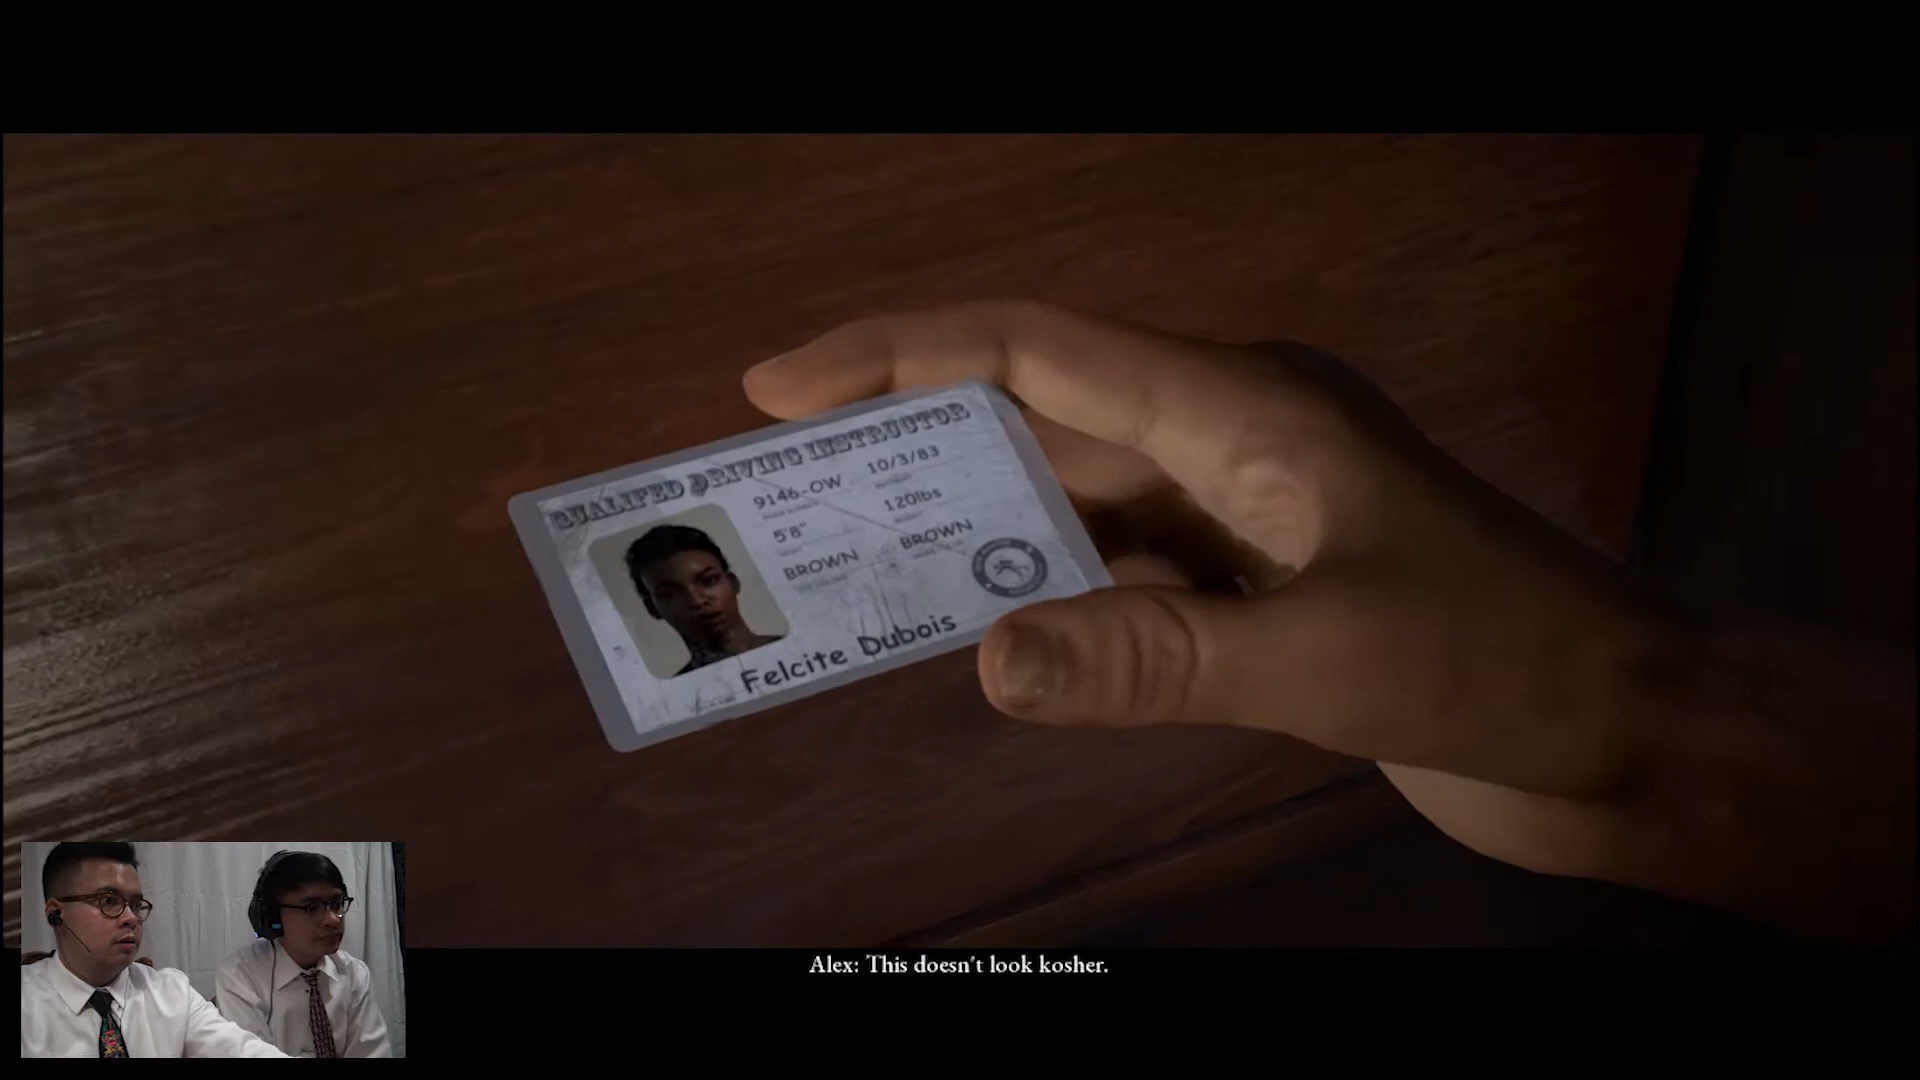 QUALIFED DRIVING INSTRUCTOR
9146-OW 10/3/83
5'8" 120lbs
BROWN BROWN
Felcite Dubois
Alex: This doesn't look kosher.